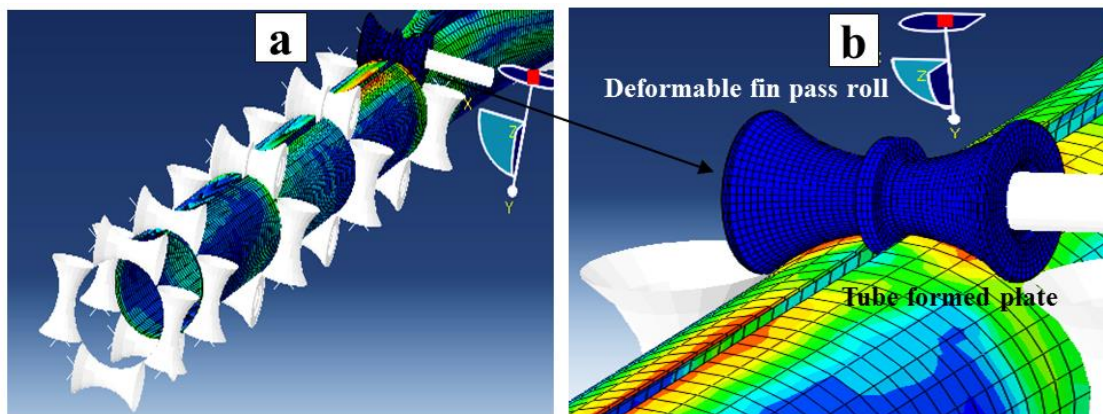 a
X
Z
Y
b
Deformable fin pass roll
Z
Y
Tube formed plate